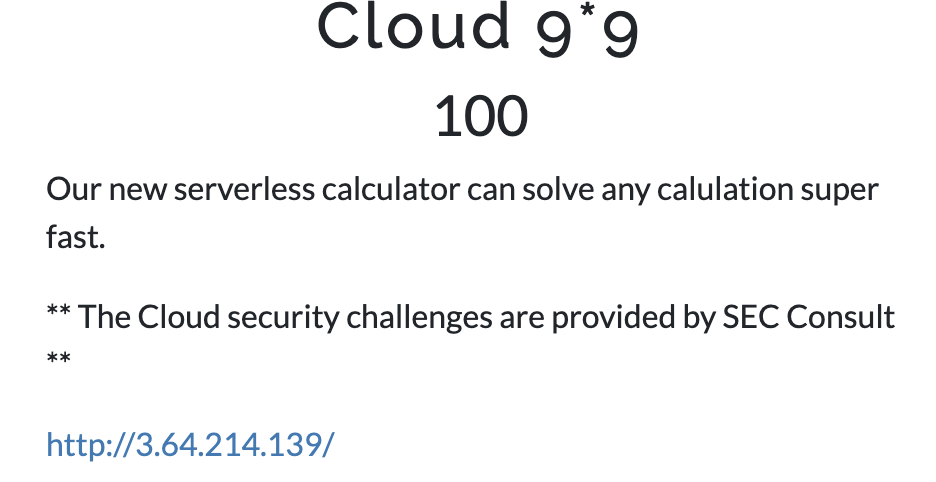 Cloud 9*9
100
Our new serverless calculator can solve any calulation super
fast.
** The Cloud security challenges are provided by SEC Consult
**
http://3.64.214.139/